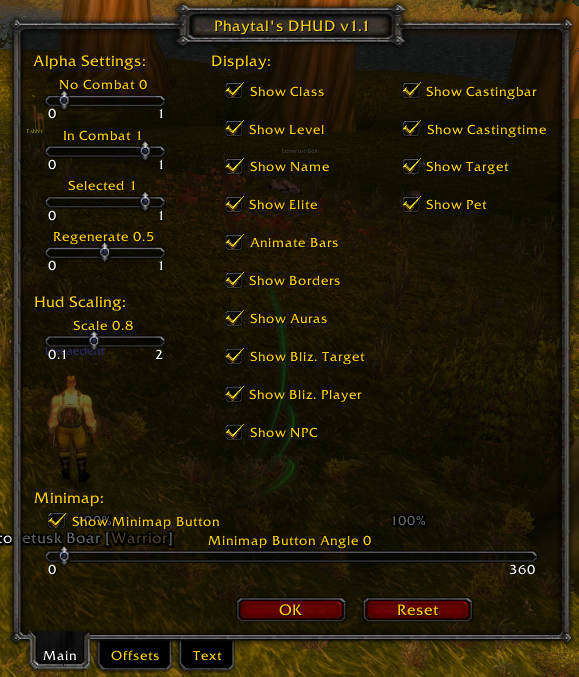 Phaytal's DHUD v1.1
Alpha Settings:
No Combat 0
0 1
In Combat 1
0 1
Selected 1
0 1
Regenerate 0.5
0 1
Hud Scaling:
Scale 0.8
0.1 2
Display:
Show Class
Show Level
Show Name
Show Elite
Animate Bars
Show Borders
Show Auras
Show Bliz. Target
Show Bliz. Player
Show NPC
Show Castingbar
Show Castingtime
Show Target
Show Pet
Rabbit
Minimap:
Show Minimap Button
100% 100%
etusk Boar [Warrior]
Minimap Button Angle 0
0 360
OK Reset
Main Offsets Text